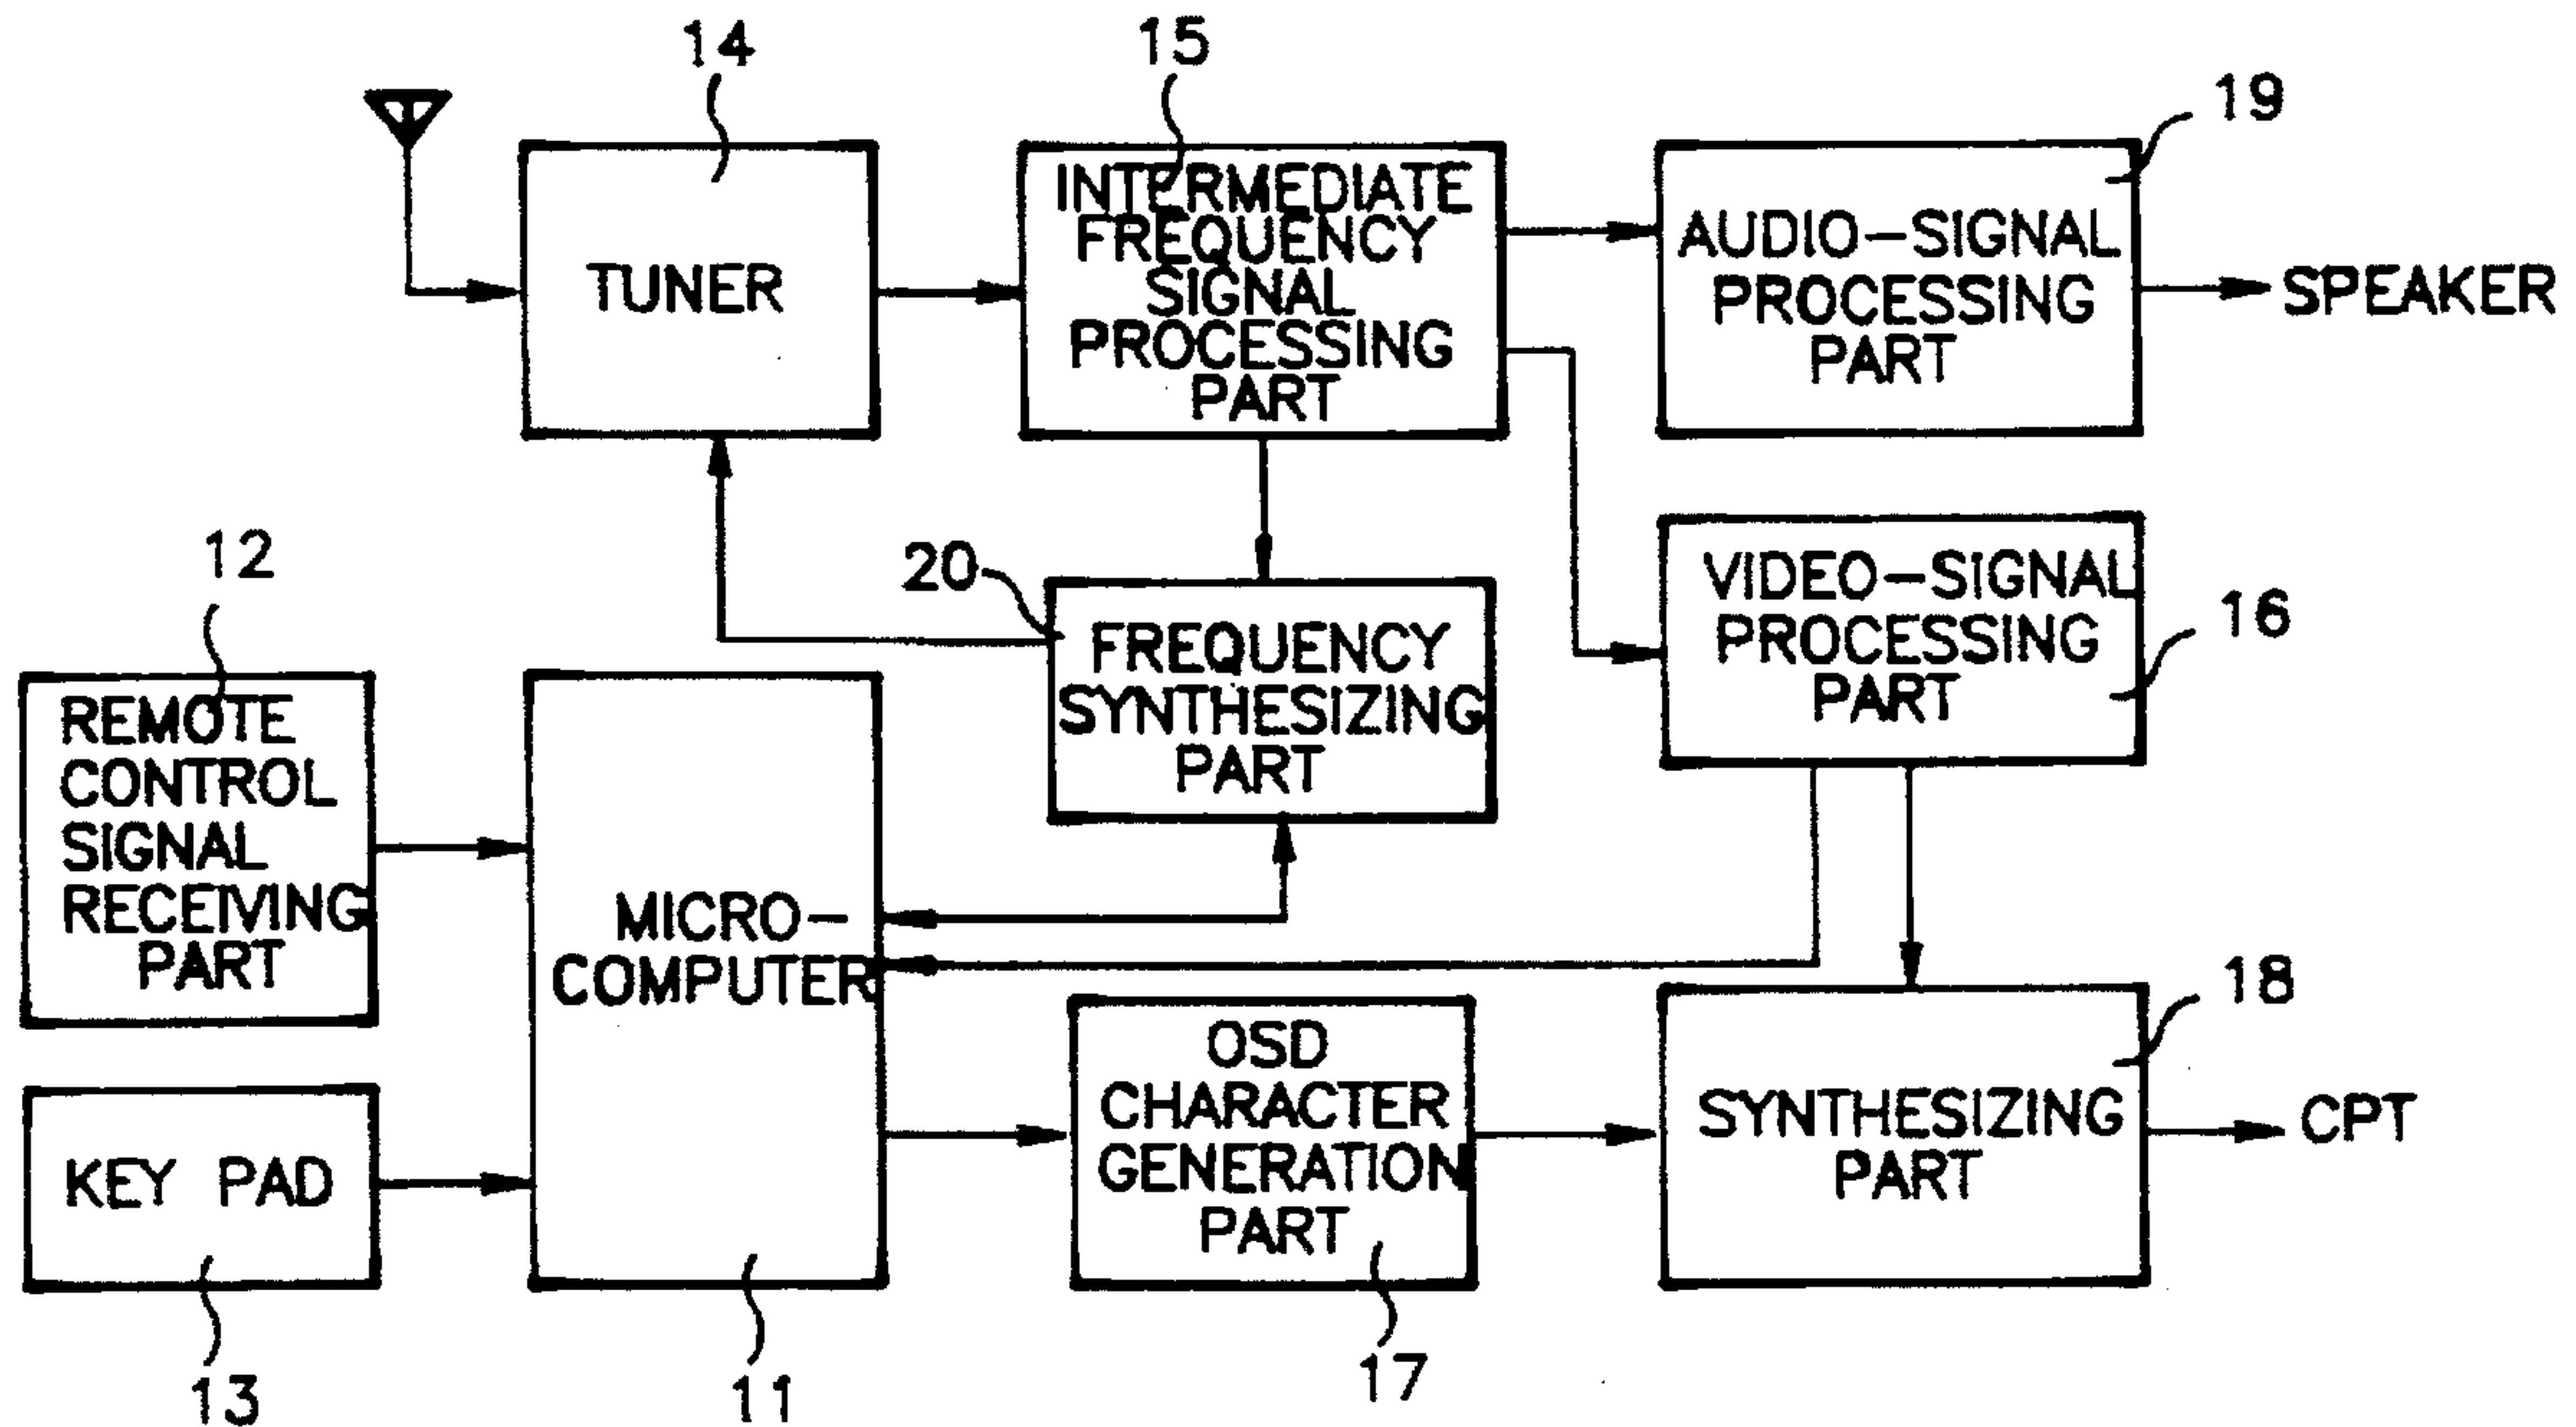 14
15
19
TUNER
INTERMEDIATE
FREQUENCY
SIGNAL
PROCESSING
PART
AUDIO-SIGNAL
PROCESSING
PART
SPEAKER
12
20
FREQUENCY
SYNTHESIZING
PART
VIDEO-SIGNAL
PROCESSING
PART
16
REMOTE
CONTROL
SIGNAL
RECEIVING
PART
MICRO-
COMPUTER
OSD
CHARACTER
GENERATION
PART
18
SYNTHESIZING
PART
CPT
KEY PAD
13
11
17